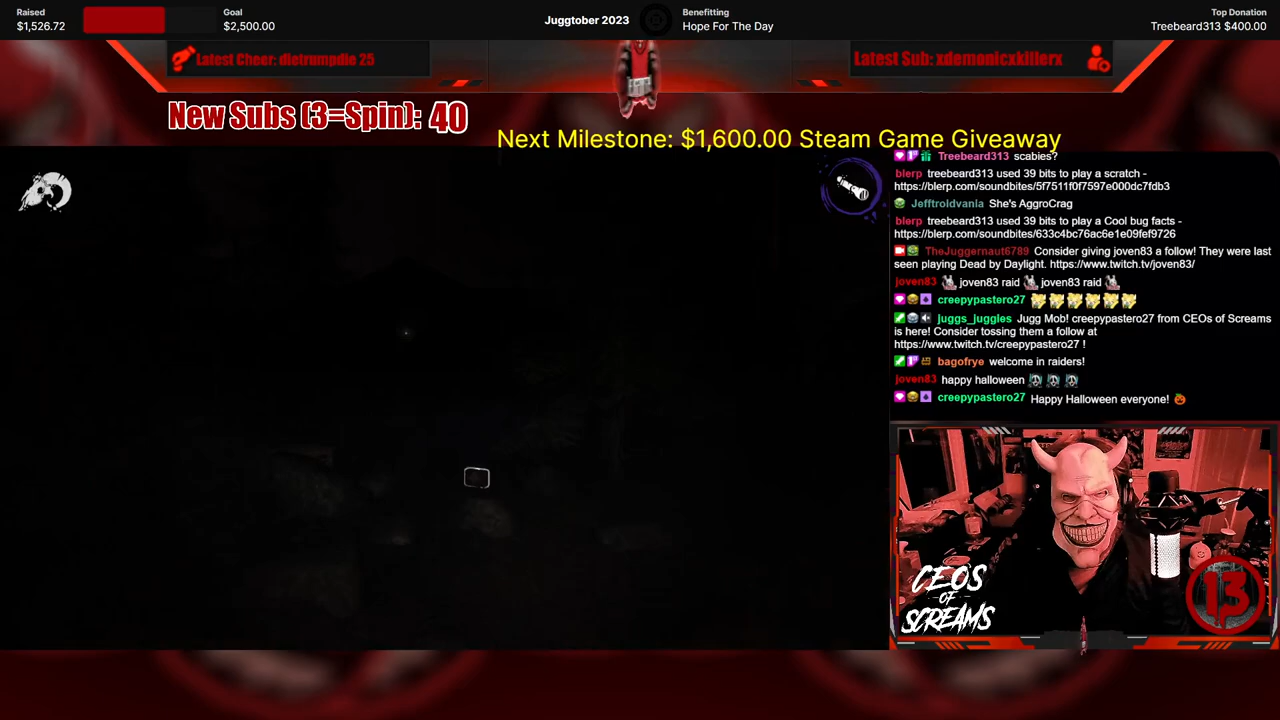 Raised
$1,526.72
Goal
$2,500.00
Juggtober 2023
Benefitting
Hope For The Day
Top Donation
Treebeard313 $400.00
Latest Cheer: dietrumpdie 25
Latest Sub: xdemonicxkillerx
New Subs (3=Spin): 40
Next Milestone: $1,600.00 Steam Game Giveaway
Treebeard313 scabies?
blerp treebeard313 used 39 bits to play a scratch -
https://blerp.com/soundbites/5f7511f0f7597e000dc7fdb3
Jefftroidvania She's AggroCrag
blerp treebeard313 used 39 bits to play a Cool bug facts -
https://blerp.com/soundbites/633c4bc76ac6e1e09fef9726
TheJuggernaut6789 Consider giving joven83 a follow! They were last
seen playing Dead by Daylight. https://www.twitch.tv/joven83/
joven83 joven83 raid joven83 raid
creepypastero27
juggs_juggles Jugg Mob! creepypastero27 from CEOs of Screams
is here! Consider tossing them a follow at
https://www.twitch.tv/creepypastero27 !
bagofrye welcome in raiders!
joven83 happy halloween
creepypastero27 Happy Halloween everyone! 🎃
CEOS
OF
SCREAMS
13